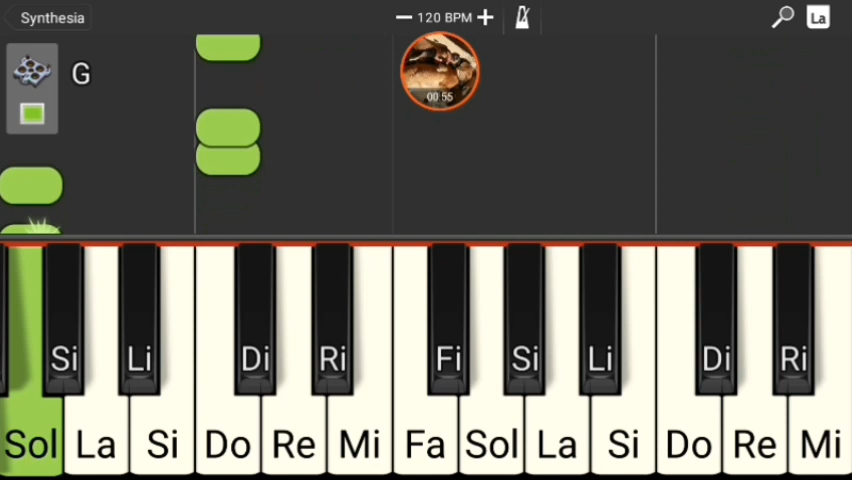 Synthesia
120 BPM
La
G
00:55
Si Li Di Ri Fi Si Li Di Ri
Sol La Si Do Re Mi Fa Sol La Si Do Re Mi